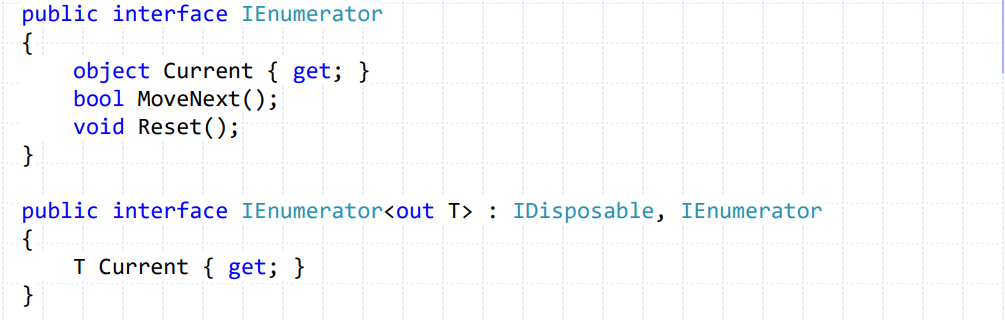 public interface IEnumerator
{
    object Current { get; }
    bool MoveNext();
    void Reset();
}

public interface IEnumerator<out T> : IDisposable, IEnumerator
{
    T Current { get; }
}